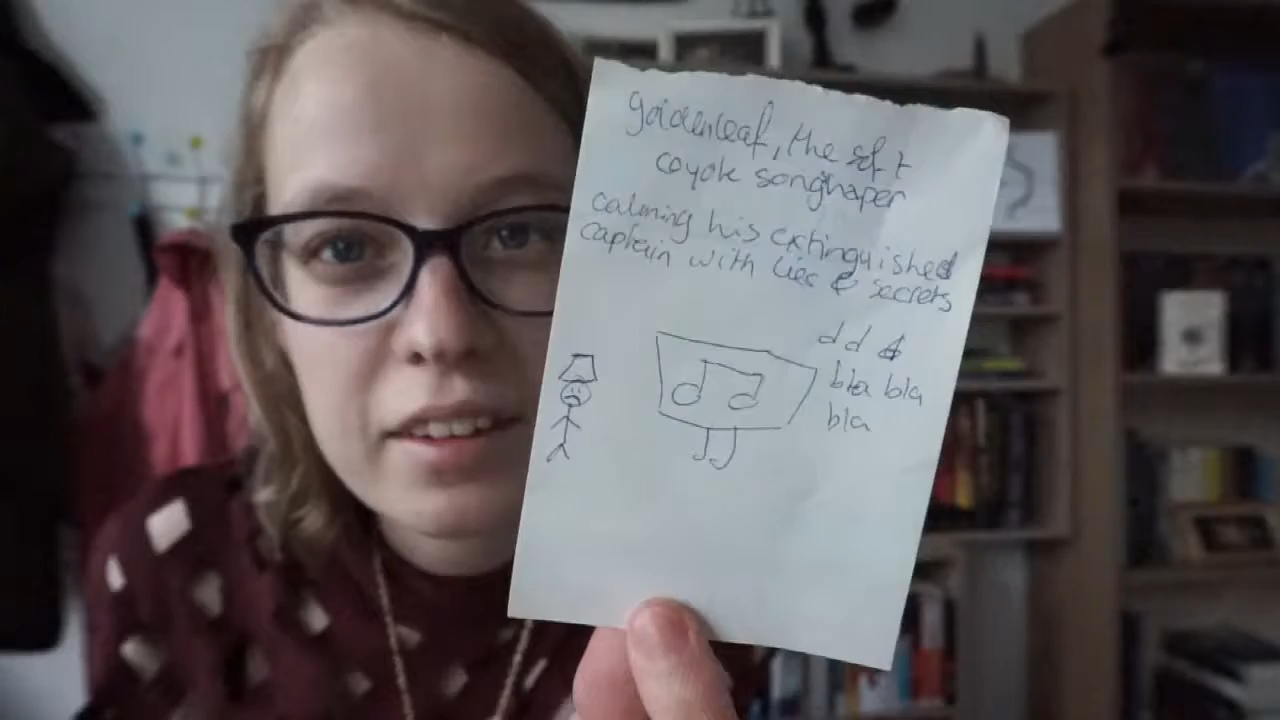 goldenleaf, the soft
coyote songshaper
calming his extinguished
captain with lies & secrets
d d d
bla bla
bla